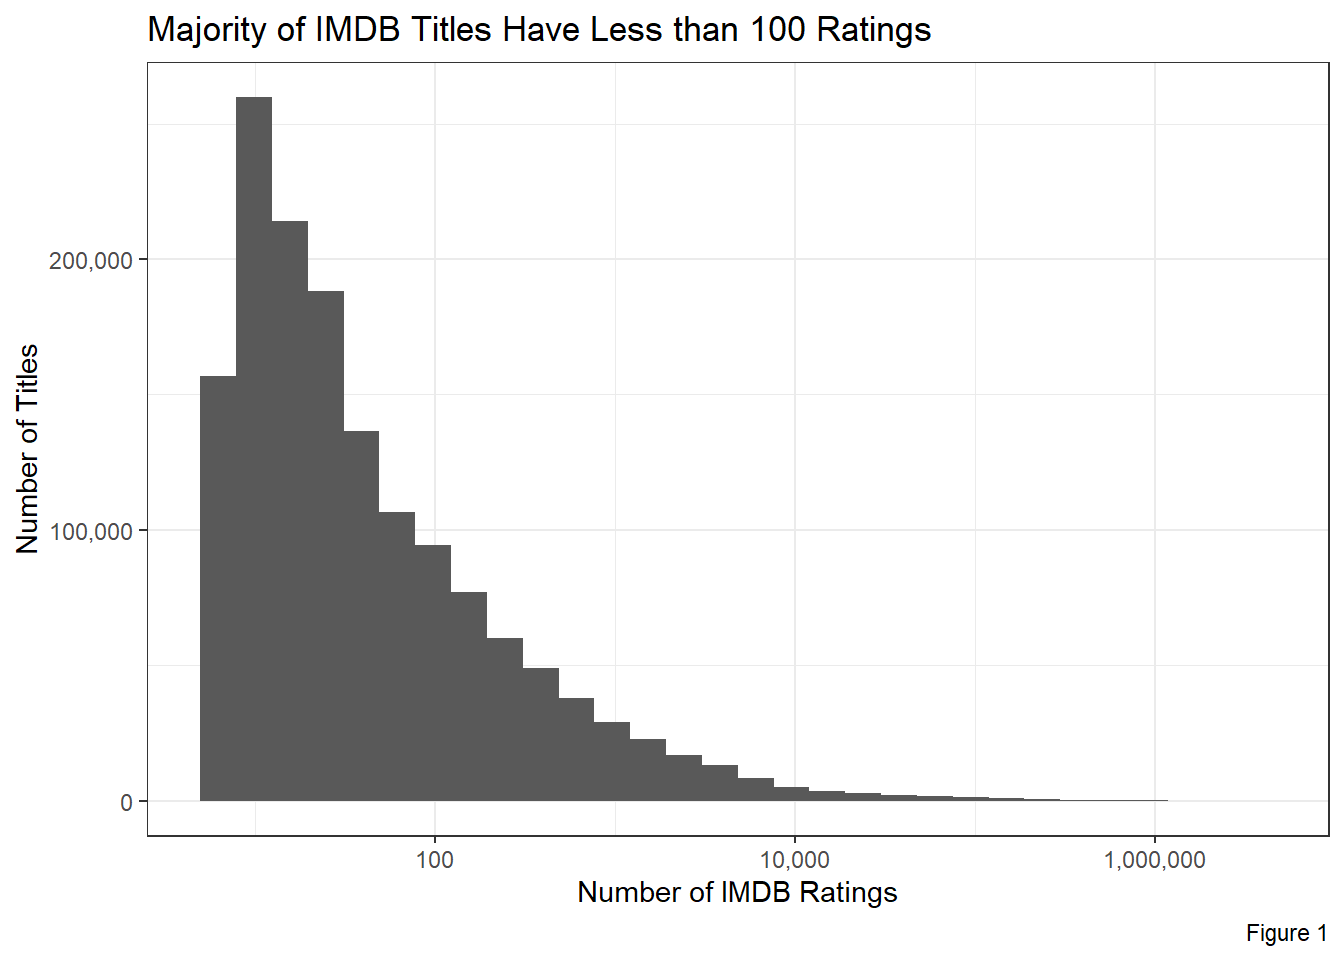 Majority of IMDB Titles Have Less than 100 Ratings
Number of Titles
200,000
100,000
0
100
10,000
1,000,000
Number of IMDB Ratings
Figure 1